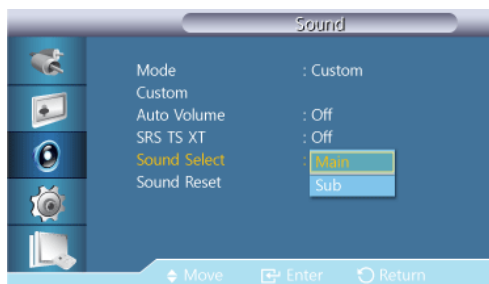 Sound
Mode : Custom
Custom
Auto Volume : Off
SRS TS XT : Off
Sound Select : Main
Sub
Sound Reset
Move Enter Return